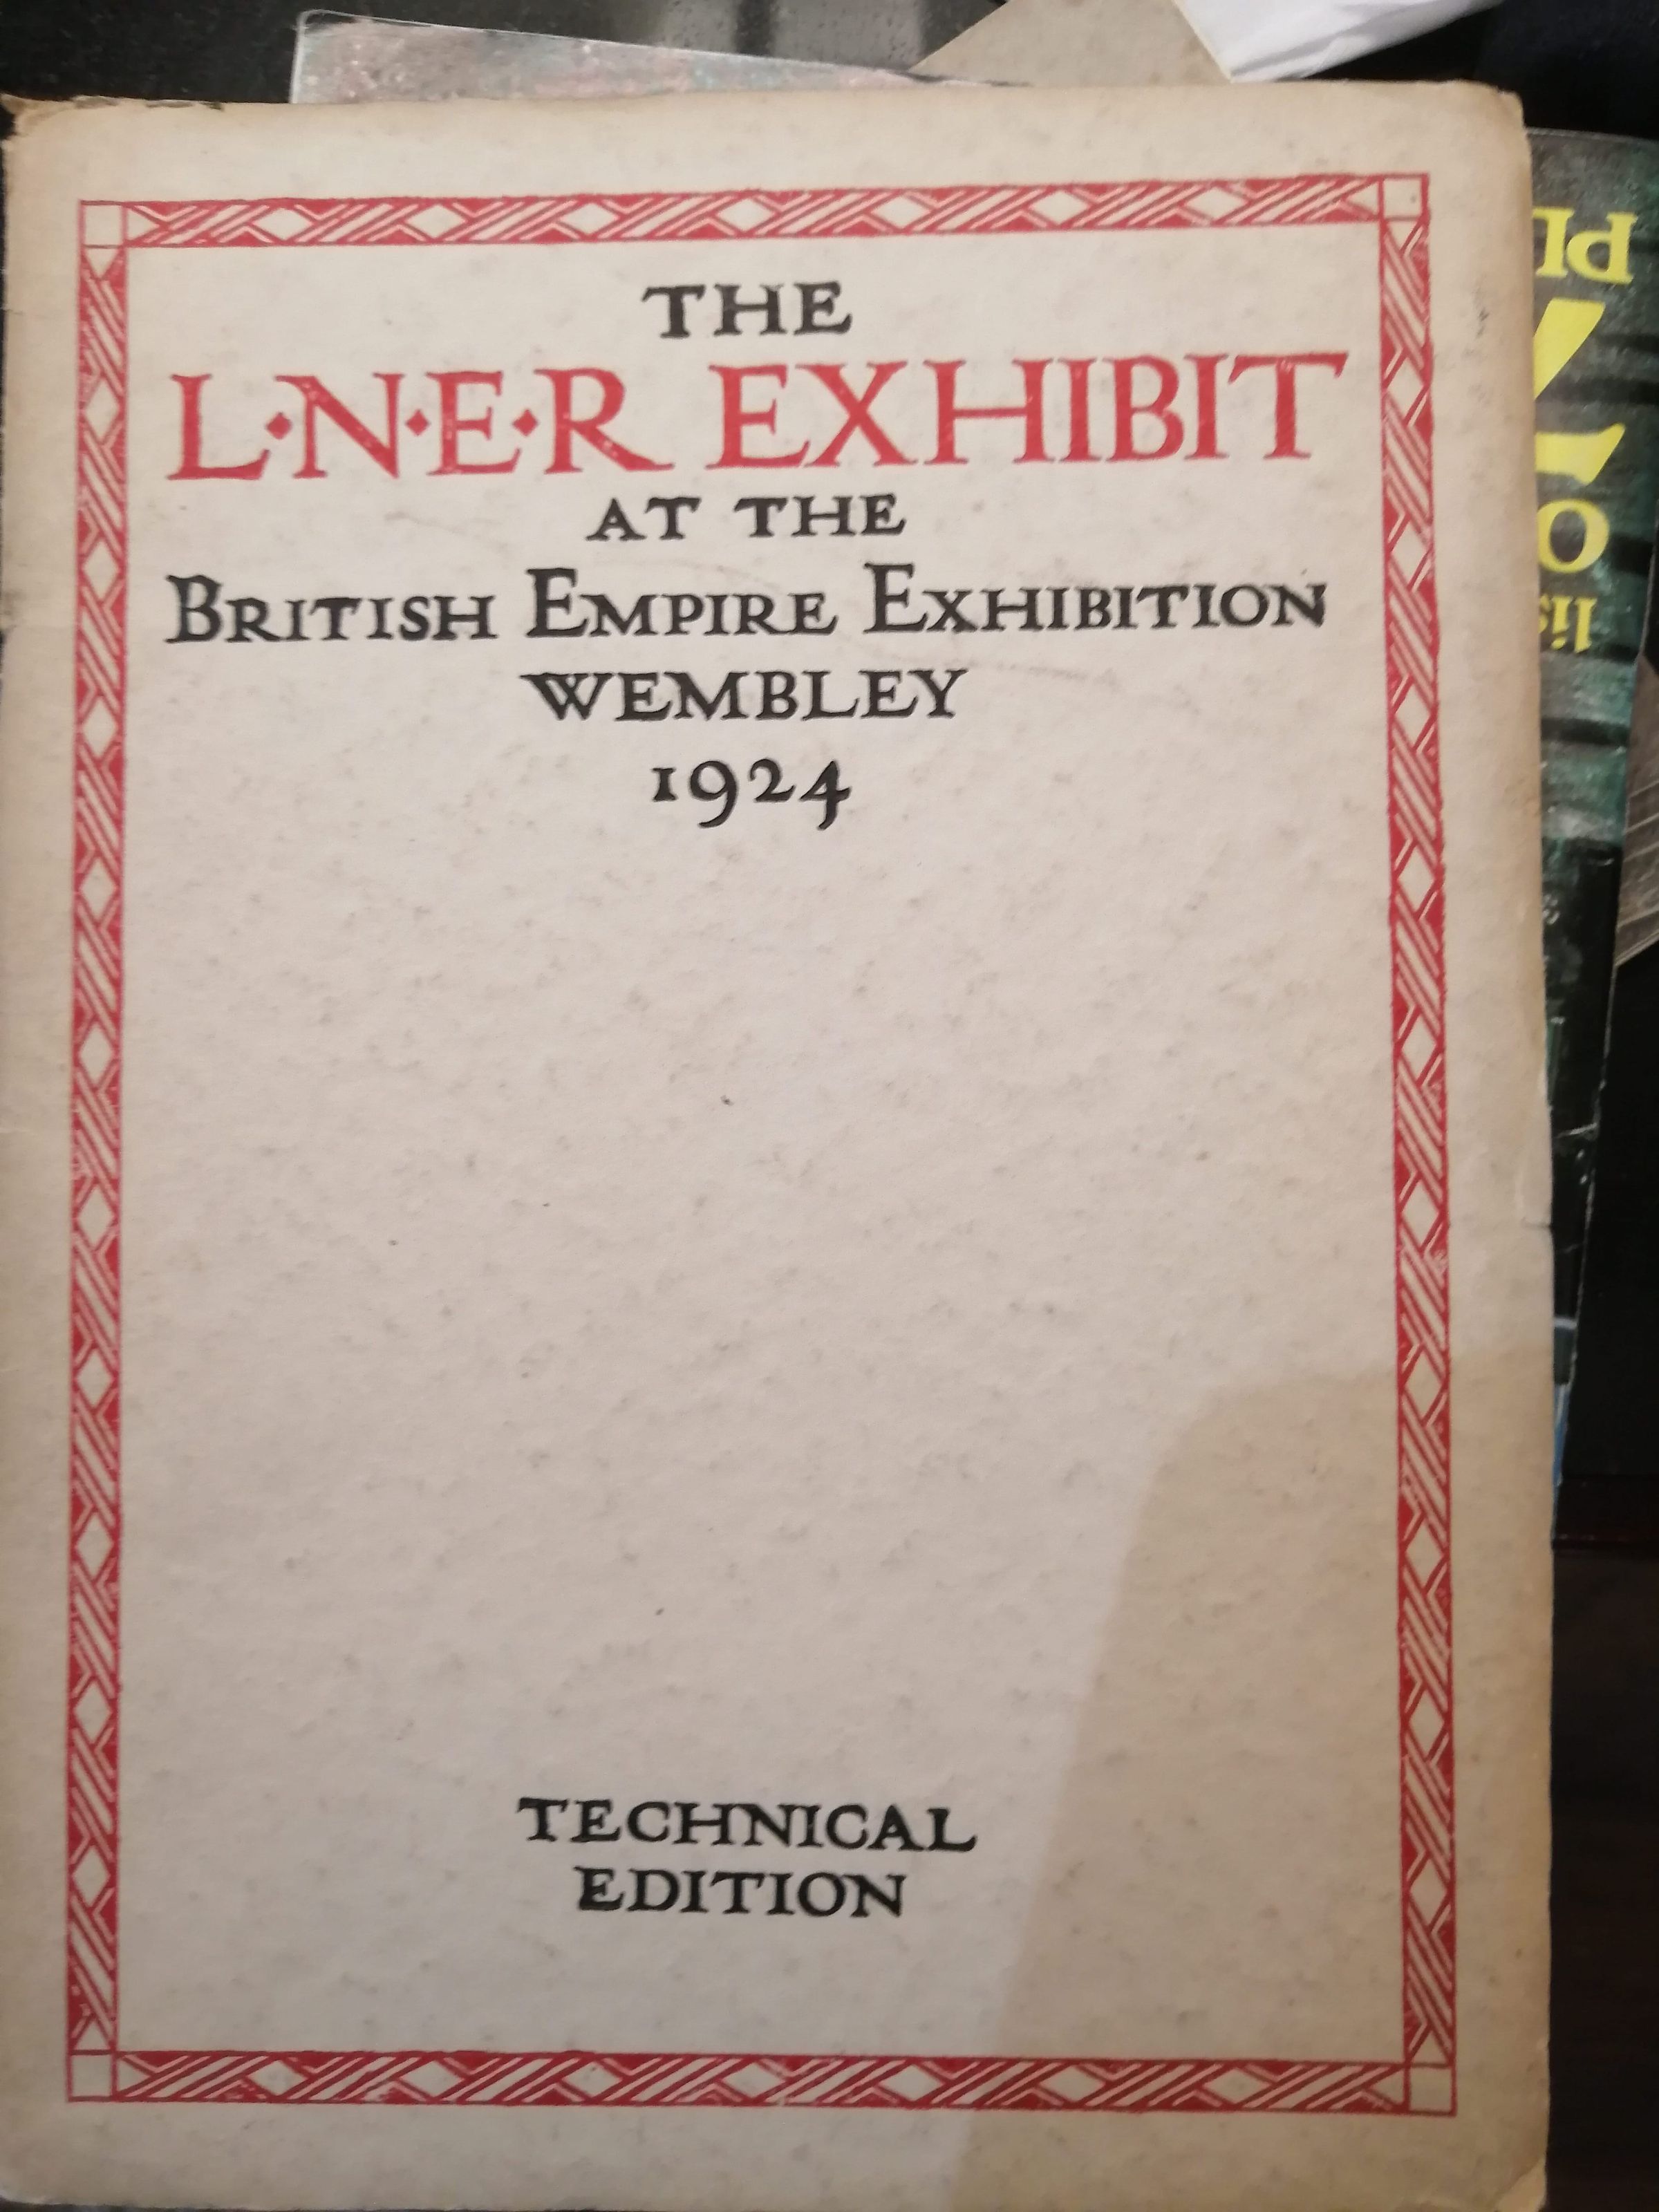 THE
L·N·E·R EXHIBIT
AT THE
BRITISH EMPIRE EXHIBITION
WEMBLEY
1924
TECHNICAL
EDITION